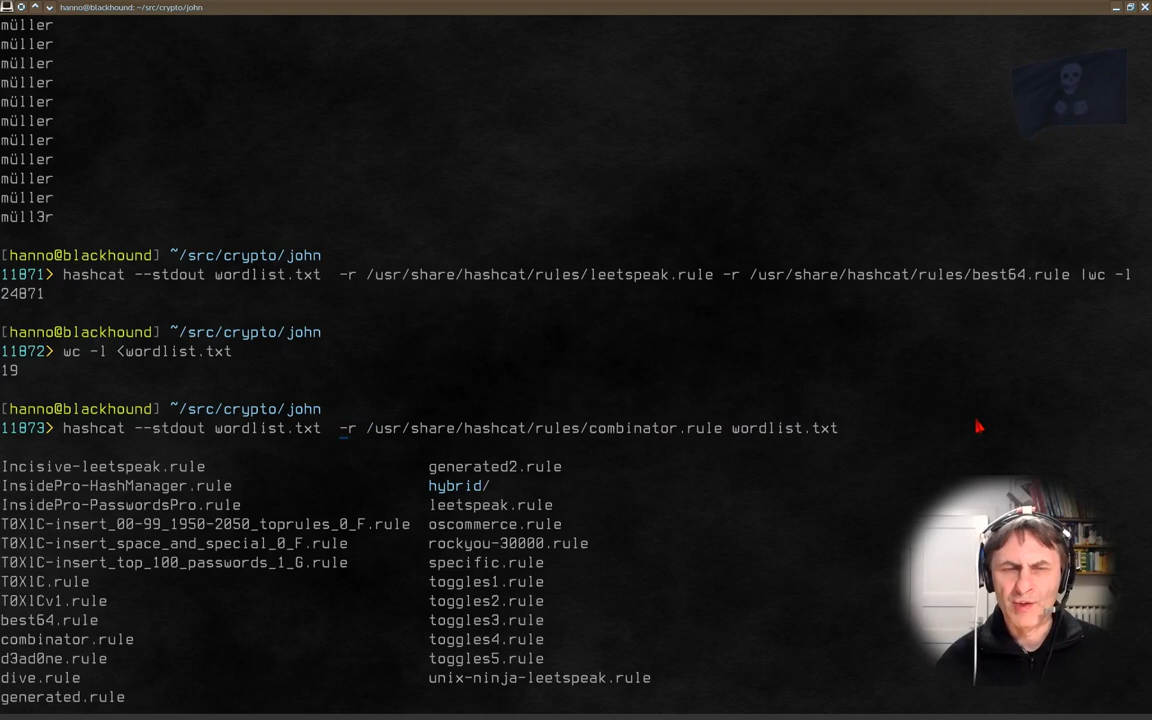 hanno@blackhound: ~/src/crypto/john
müller
müller
müller
müller
müller
müller
müller
müller
müller
müller
müll3r
[hanno@blackhound] ~/src/crypto/john
11871> hashcat --stdout wordlist.txt  -r /usr/share/hashcat/rules/leetspeak.rule -r /usr/share/hashcat/rules/best64.rule |wc -l
24871
[hanno@blackhound] ~/src/crypto/john
11872> wc -l <wordlist.txt
19
[hanno@blackhound] ~/src/crypto/john
11873> hashcat --stdout wordlist.txt  -r /usr/share/hashcat/rules/combinator.rule wordlist.txt
Incisive-leetspeak.rule generated2.rule
InsidePro-HashManager.rule hybrid/
InsidePro-PasswordsPro.rule leetspeak.rule
T0XlC-insert_00-99_1950-2050_toprules_0_F.rule oscommerce.rule
T0XlC-insert_space_and_special_0_F.rule rockyou-30000.rule
T0XlC-insert_top_100_passwords_1_G.rule specific.rule
T0XlC.rule toggles1.rule
T0XlCv1.rule toggles2.rule
best64.rule toggles3.rule
combinator.rule toggles4.rule
d3ad0ne.rule toggles5.rule
dive.rule unix-ninja-leetspeak.rule
generated.rule